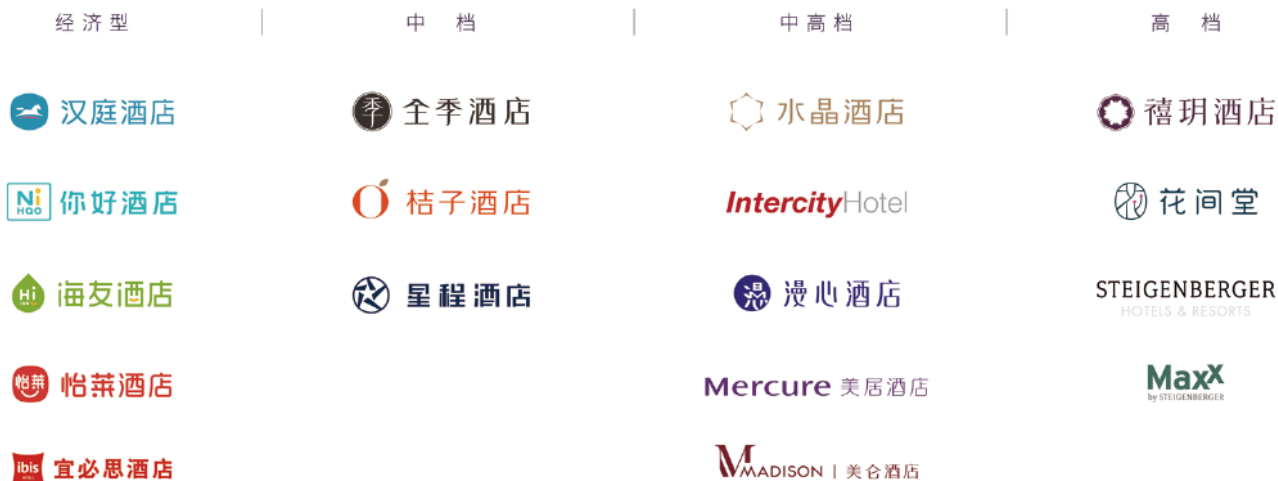 经济型 中 档 中高档 高 档
汉庭酒店 季 全季酒店 水晶酒店 禧玥酒店
Ni HAO 你好酒店 桔子酒店 IntercityHotel 花间堂
Hi 海友酒店 星程酒店 漫 漫心酒店 STEIGENBERGER
HOTELS & RESORTS
怡莱 怡莱酒店 Mercure 美居酒店 Maxx
by STEIGENBERGER
ibis 宜必思酒店 MADISON | 美仑酒店